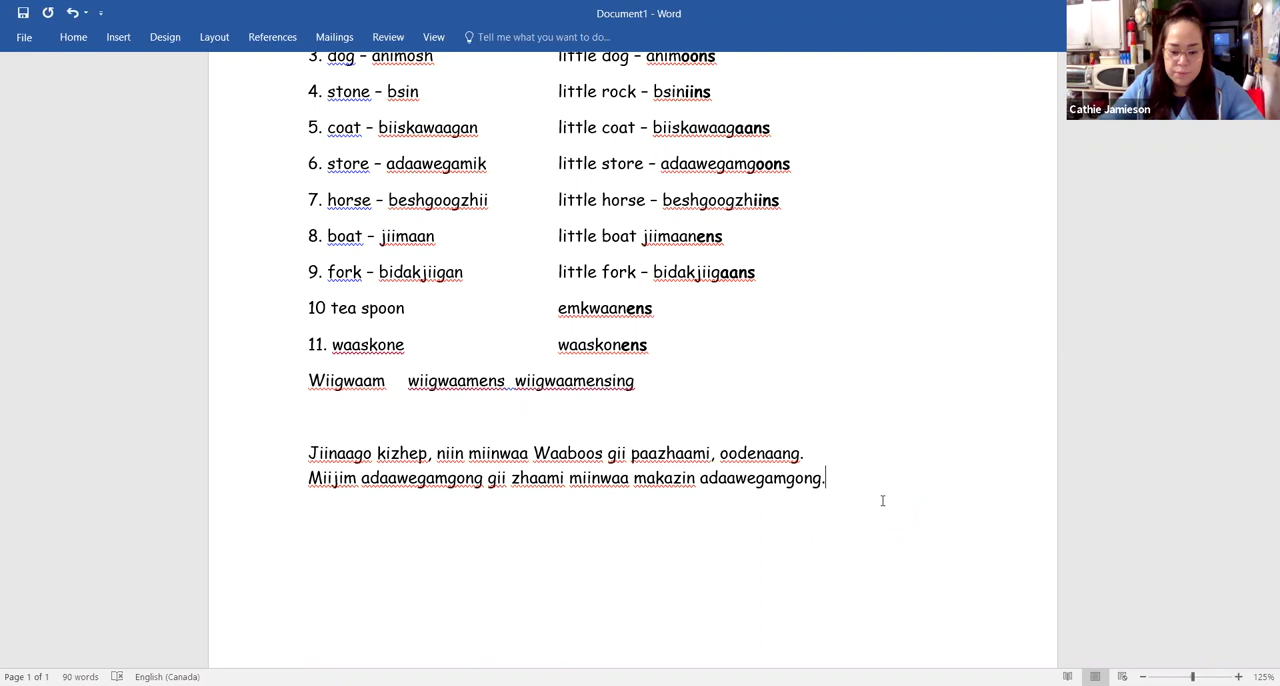 Document1 - Word
File Home Insert Design Layout References Mailings Review View Tell me what you want to do...
Cathie Jamieson
3. dog – animosh little dog – animoons
4. stone – bsin little rock – bsiniins
5. coat – biiskawaagan little coat – biiskawaagaans
6. store – adaawegamik little store – adaawegamgoons
7. horse – beshgoogzhii little horse – beshgoogzhiins
8. boat – jiimaan little boat jiimaanens
9. fork – bidakjiigan little fork – bidakjiigaans
10 tea spoon emkwaanens
11. waaskone waaskonens
Wiigwaam wiigwaamens wiigwaamensing
Jiinaago kizhep, niin miinwaa Waaboos gii paazhaami, oodenaang.
Miijim adaawegamgong gii zhaami miinwaa makazin adaawegamgong.
Page 1 of 1 90 words English (Canada) 125%